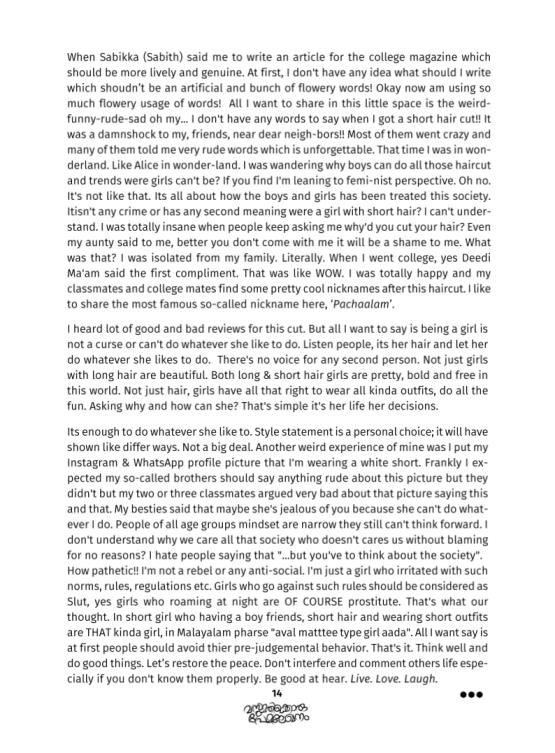 When Sabikka (Sabith) said me to write an article for the college magazine which
should be more lively and genuine. At first, I don't have any idea what should I write
which shoudn't be an artificial and bunch of flowery words! Okay now am using so
much flowery usage of words!  All I want to share in this little space is the weird-
funny-rude-sad oh my... I don't have any words to say when I got a short hair cut!! It
was a damnshock to my, friends, near dear neigh-bors!! Most of them went crazy and
many of them told me very rude words which is unforgettable. That time I was in won-
derland. Like Alice in wonder-land. I was wandering why boys can do all those haircut
and trends were girls can't be? If you find I'm leaning to femi-nist perspective. Oh no.
It's not like that. Its all about how the boys and girls has been treated this society.
Itisn't any crime or has any second meaning were a girl with short hair? I can't under-
stand. I was totally insane when people keep asking me why'd you cut your hair? Even
my aunty said to me, better you don't come with me it will be a shame to me. What
was that? I was isolated from my family. Literally. When I went college, yes Deedi
Ma'am said the first compliment. That was like WOW. I was totally happy and my
classmates and college mates find some pretty cool nicknames after this haircut. I like
to share the most famous so-called nickname here, 'Pachaalam'.
I heard lot of good and bad reviews for this cut. But all I want to say is being a girl is
not a curse or can't do whatever she like to do. Listen people, its her hair and let her
do whatever she likes to do.  There's no voice for any second person. Not just girls
with long hair are beautiful. Both long & short hair girls are pretty, bold and free in
this world. Not just hair, girls have all that right to wear all kinda outfits, do all the
fun. Asking why and how can she? That's simple it's her life her decisions.
Its enough to do whatever she like to. Style statement is a personal choice; it will have
shown like differ ways. Not a big deal. Another weird experience of mine was I put my
Instagram & WhatsApp profile picture that I'm wearing a white short. Frankly I ex-
pected my so-called brothers should say anything rude about this picture but they
didn't but my two or three classmates argued very bad about that picture saying this
and that. My besties said that maybe she's jealous of you because she can't do what-
ever I do. People of all age groups mindset are narrow they still can't think forward. I
don't understand why we care all that society who doesn't cares us without blaming
for no reasons? I hate people saying that "...but you've to think about the society".
How pathetic!! I'm not a rebel or any anti-social. I'm just a girl who irritated with such
norms, rules, regulations etc. Girls who go against such rules should be considered as
Slut, yes girls who roaming at night are OF COURSE prostitute. That's what our
thought. In short girl who having a boy friends, short hair and wearing short outfits
are THAT kinda girl, in Malayalam pharse "aval matttee type girl aada". All I want say is
at first people should avoid thier pre-judgemental behavior. That's it. Think well and
do good things. Let's restore the peace. Don't interfere and comment others life espe-
cially if you don't know them properly. Be good at hear. Live. Love. Laugh.
14